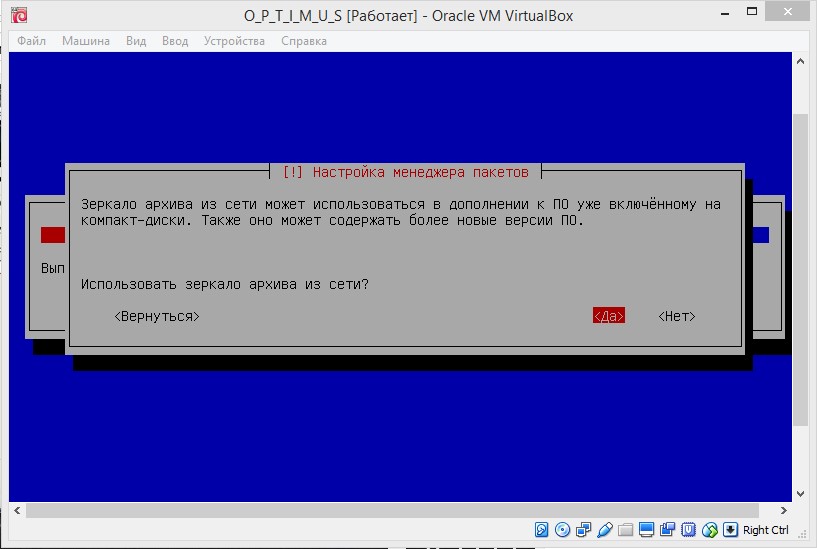 O_P_T_I_M_U_S [Работает] - Oracle VM VirtualBox
Файл Машина Вид Ввод Устройства Справка
[!] Настройка менеджера пакетов
Зеркало архива из сети может использоваться в дополнении к ПО уже включённому на
компакт-диски. Также оно может содержать более новые версии ПО.
Вып
Использовать зеркало архива из сети?
<Вернуться> <Да> <Нет>
Right Ctrl